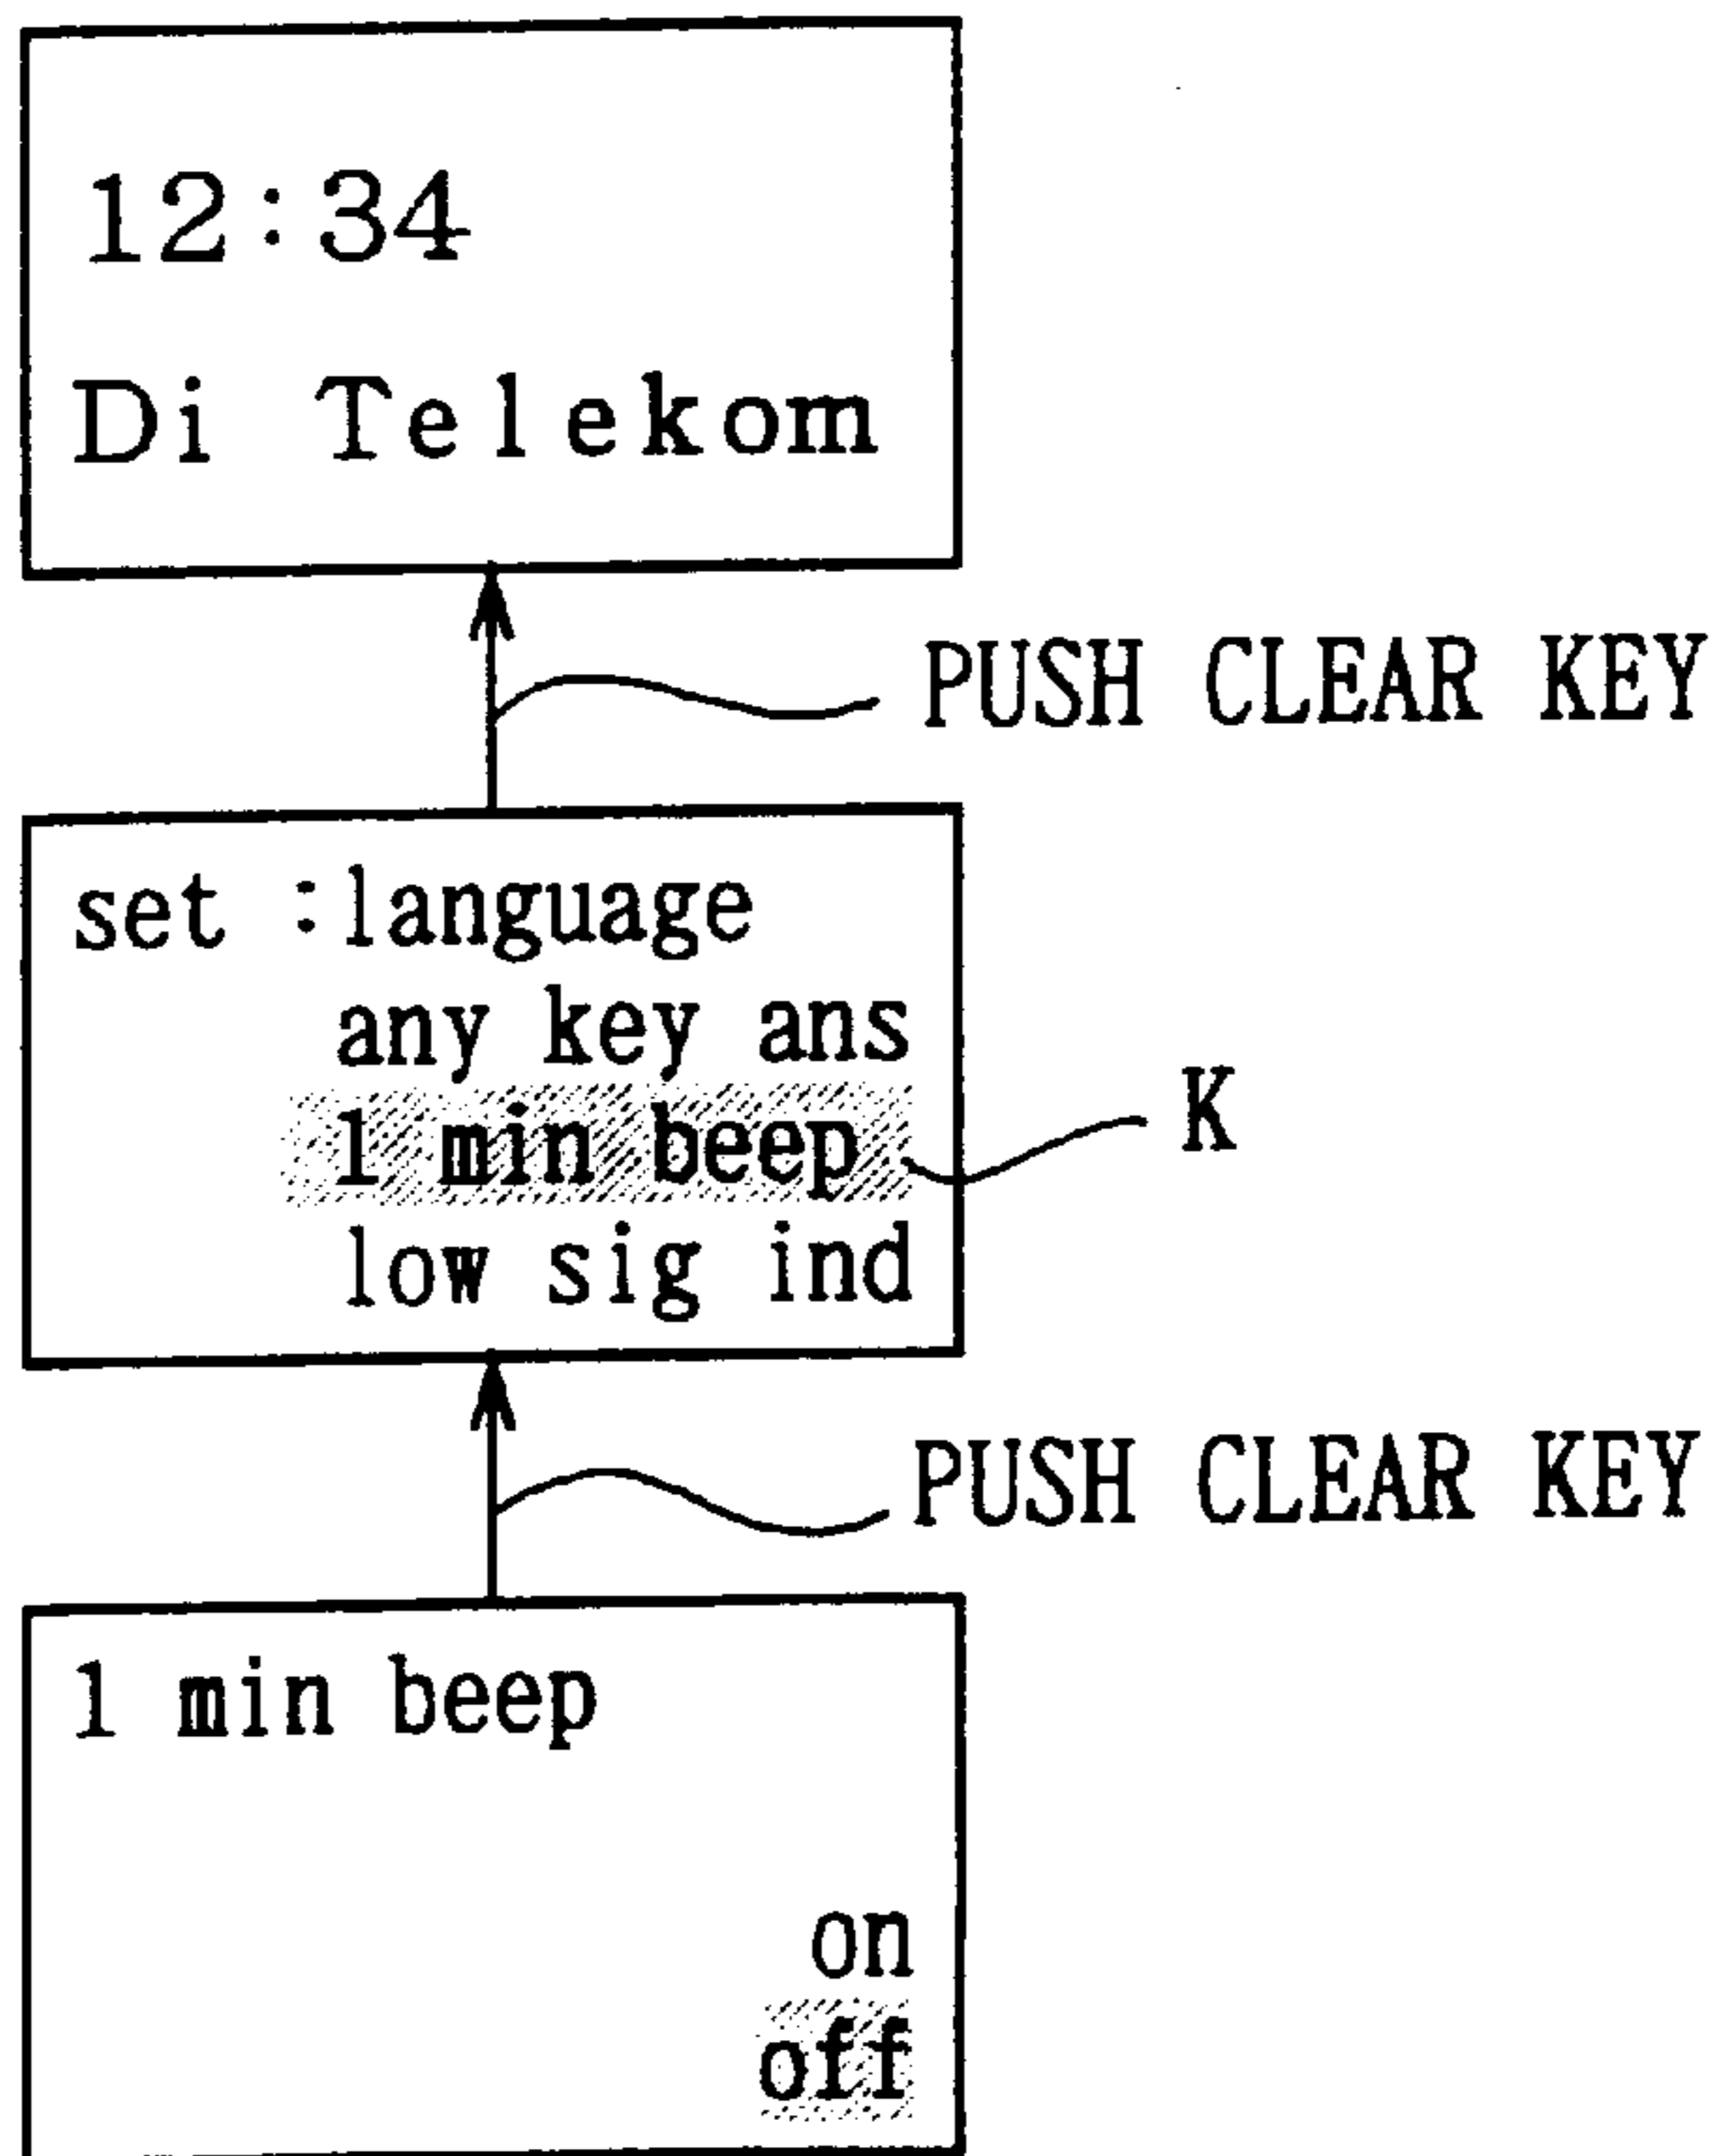 12:34
Di Telekom
PUSH CLEAR KEY
set :language
any key ans
1 min beep
K
low sig ind
PUSH CLEAR KEY
1 min beep
on
off